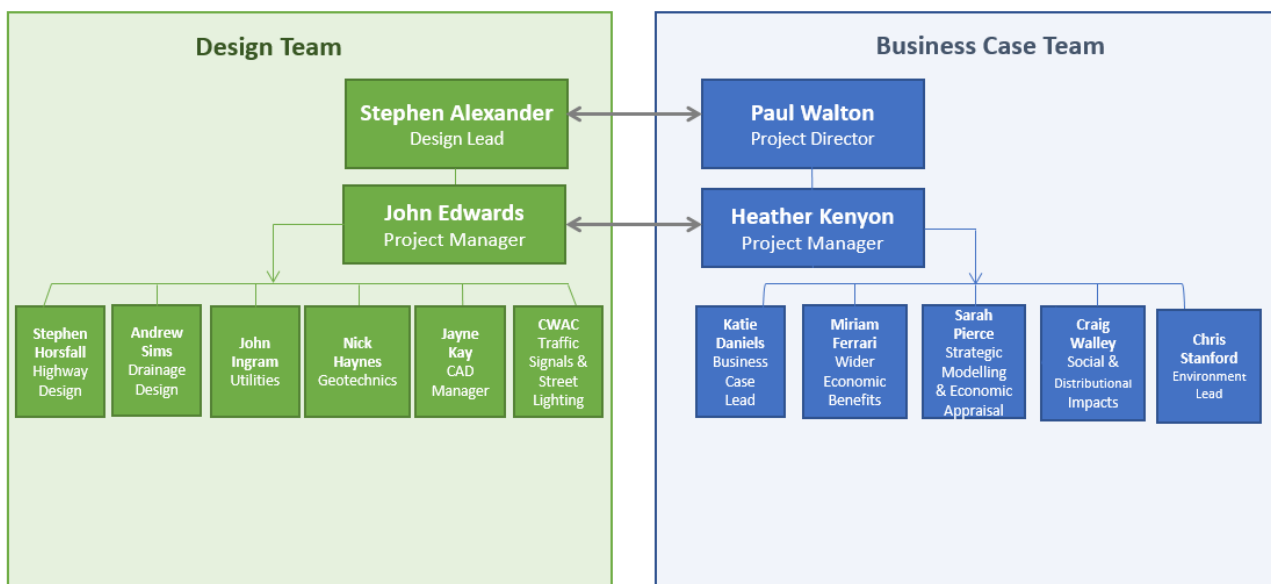 Design Team
Stephen Alexander
Design Lead
John Edwards
Project Manager
Stephen
Horsfall
Highway
Design
Andrew
Sims
Drainage
Design
John
Ingram
Utilities
Nick
Haynes
Geotechnics
Jayne
Kay
CAD
Manager
CWAC
Traffic
Signals &
Street
Lighting
Business Case Team
Paul Walton
Project Director
Heather Kenyon
Project Manager
Katie
Daniels
Business
Case
Lead
Miriam
Ferrari
Wider
Economic
Benefits
Sarah
Pierce
Strategic
Modelling
& Economic
Appraisal
Craig
Walley
Social &
Distributional
Impacts
Chris
Stanford
Environment
Lead